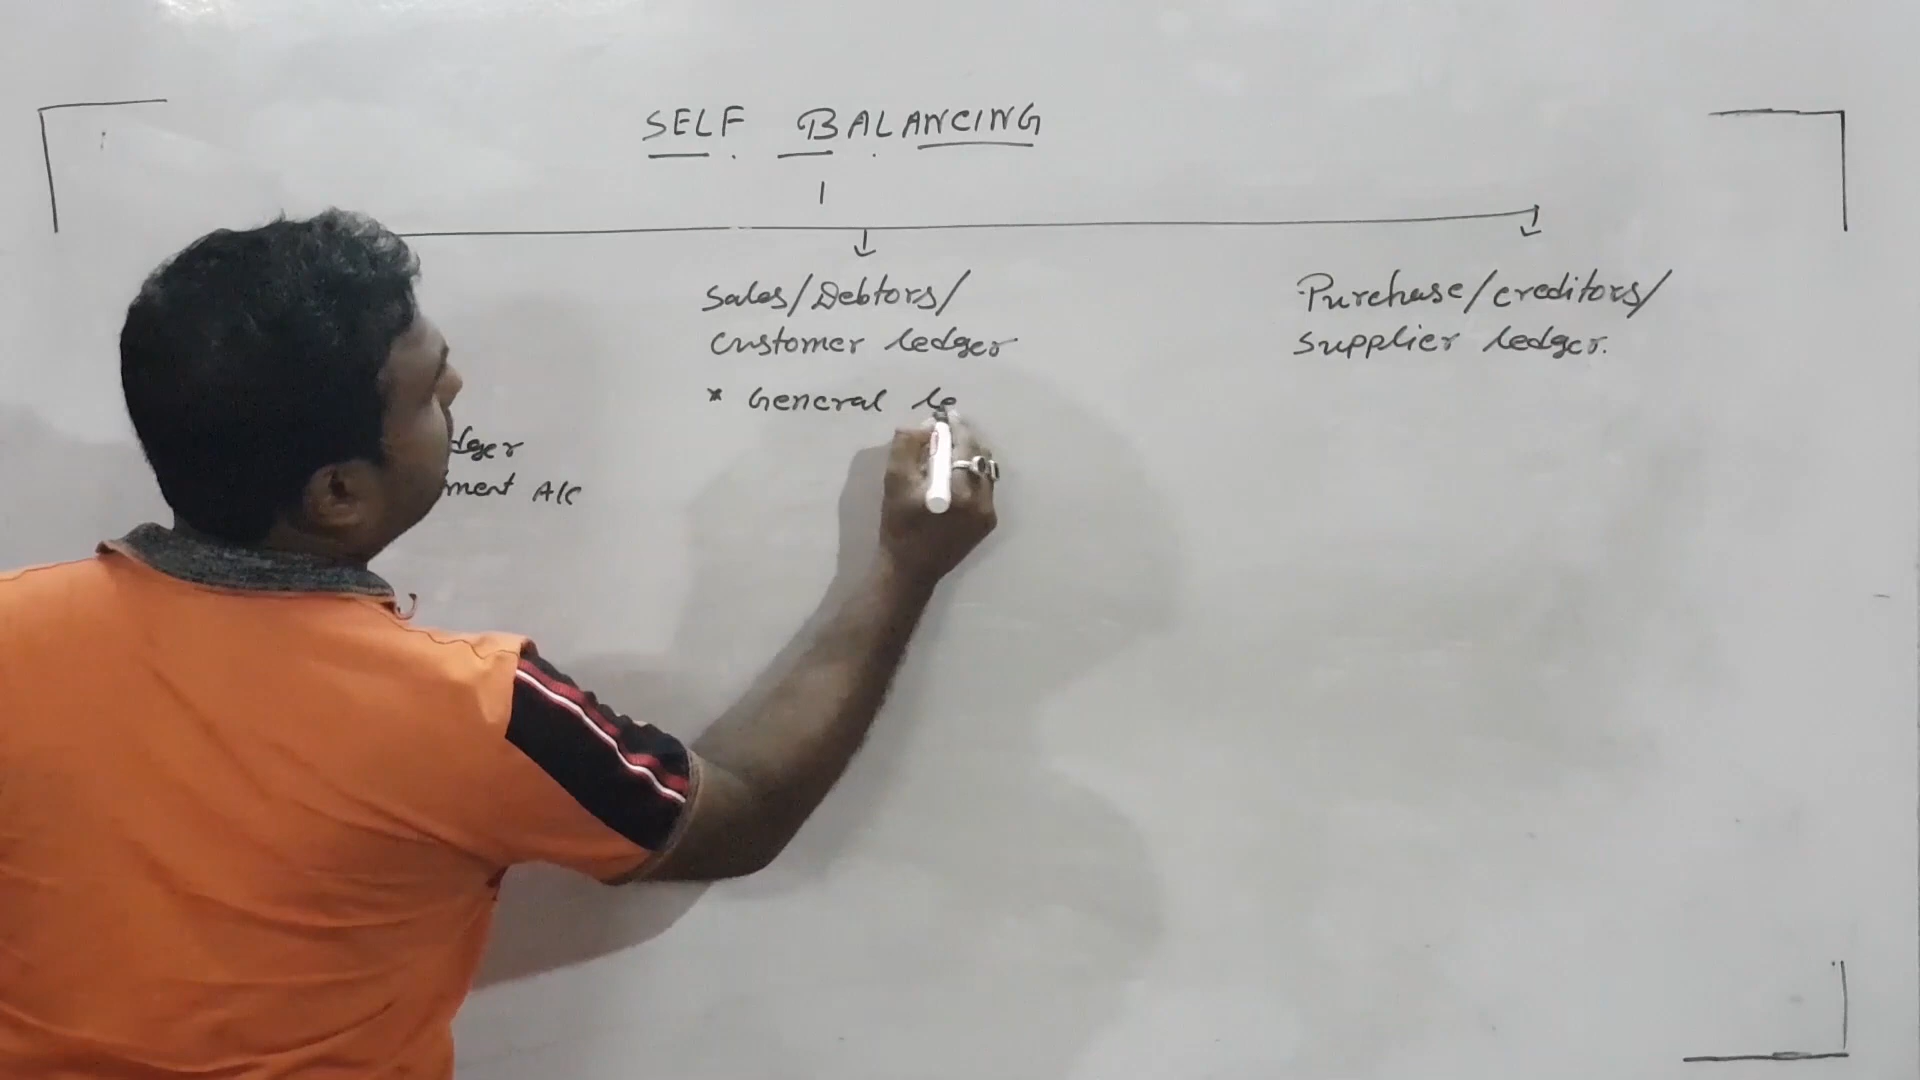 SELF BALANCING
Sales/Debtors/
customer ledger
* General Le
dger
ment A/c
Purchase/creditors/
supplier ledger.